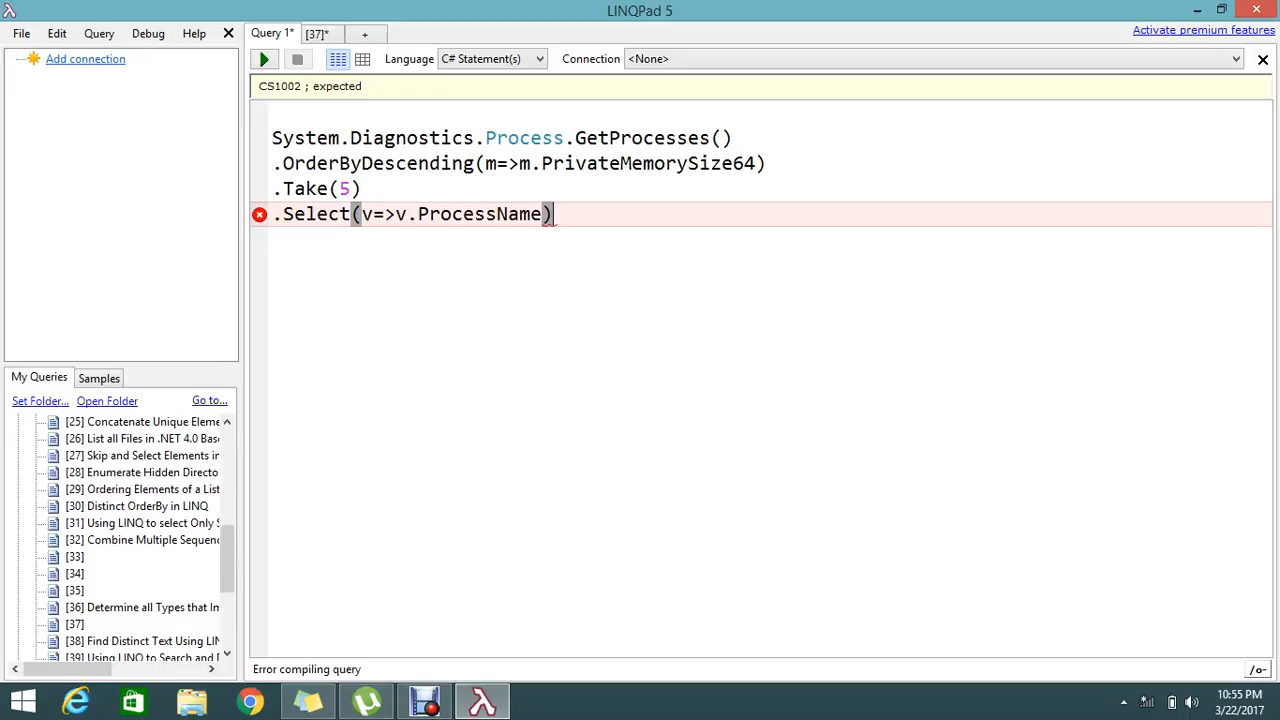 LINQPad 5
File Edit Query Debug Help
Query 1* [37]* +
Activate premium features
Add connection
Language C# Statement(s) Connection <None>
CS1002 ; expected
System.Diagnostics.Process.GetProcesses()
.OrderByDescending(m=>m.PrivateMemorySize64)
.Take(5)
.Select(v=>v.ProcessName)
My Queries Samples
Set Folder... Open Folder Go to...
[25] Concatenate Unique Eleme
[26] List all Files in .NET 4.0 Base
[27] Skip and Select Elements in
[28] Enumerate Hidden Directo
[29] Ordering Elements of a List
[30] Distinct OrderBy in LINQ
[31] Using LINQ to select Only S
[32] Combine Multiple Sequenc
[33]
[34]
[35]
[36] Determine all Types that Im
[37]
[38] Find Distinct Text Using LIN
[39] Using LINQ to Search and D
Error compiling query
/o-
10:55 PM
3/22/2017